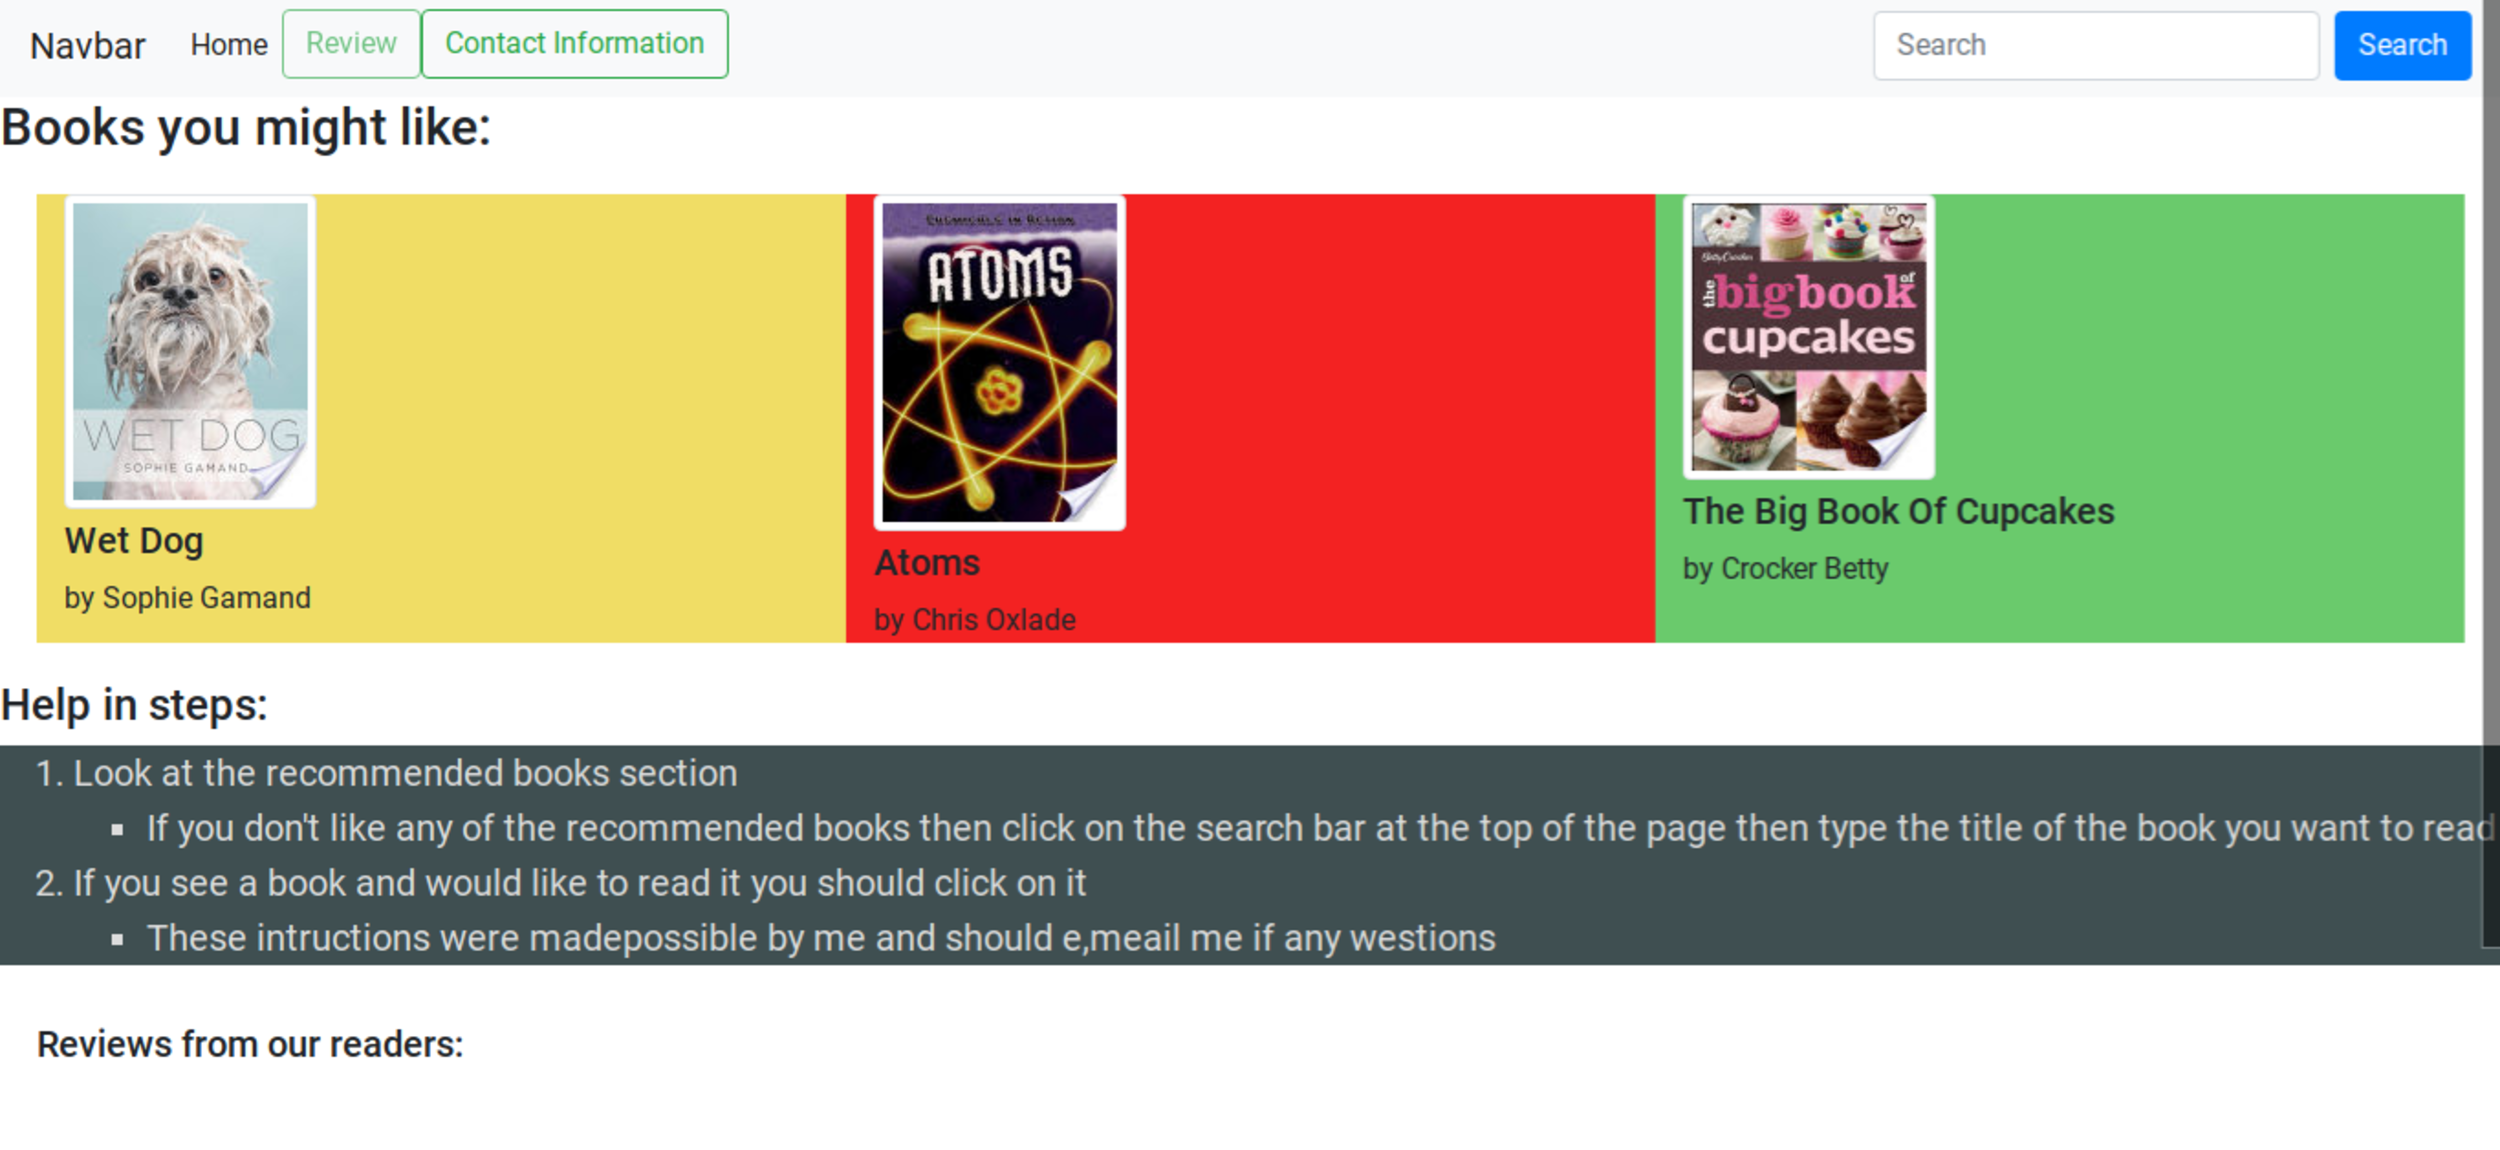 Navbar Home Review Contact Information Search Search
Books you might like:
CHEMICALS IN ACTION
ATOMS
WET DOG
SOPHIE GAMAND
Betty Crocker
the big book of
cupcakes
Wet Dog
by Sophie Gamand
Atoms
by Chris Oxlade
The Big Book Of Cupcakes
by Crocker Betty
Help in steps:
1. Look at the recommended books section
▪ If you don't like any of the recommended books then click on the search bar at the top of the page then type the title of the book you want to read
2. If you see a book and would like to read it you should click on it
▪ These intructions were madepossible by me and should e,meail me if any westions
Reviews from our readers: